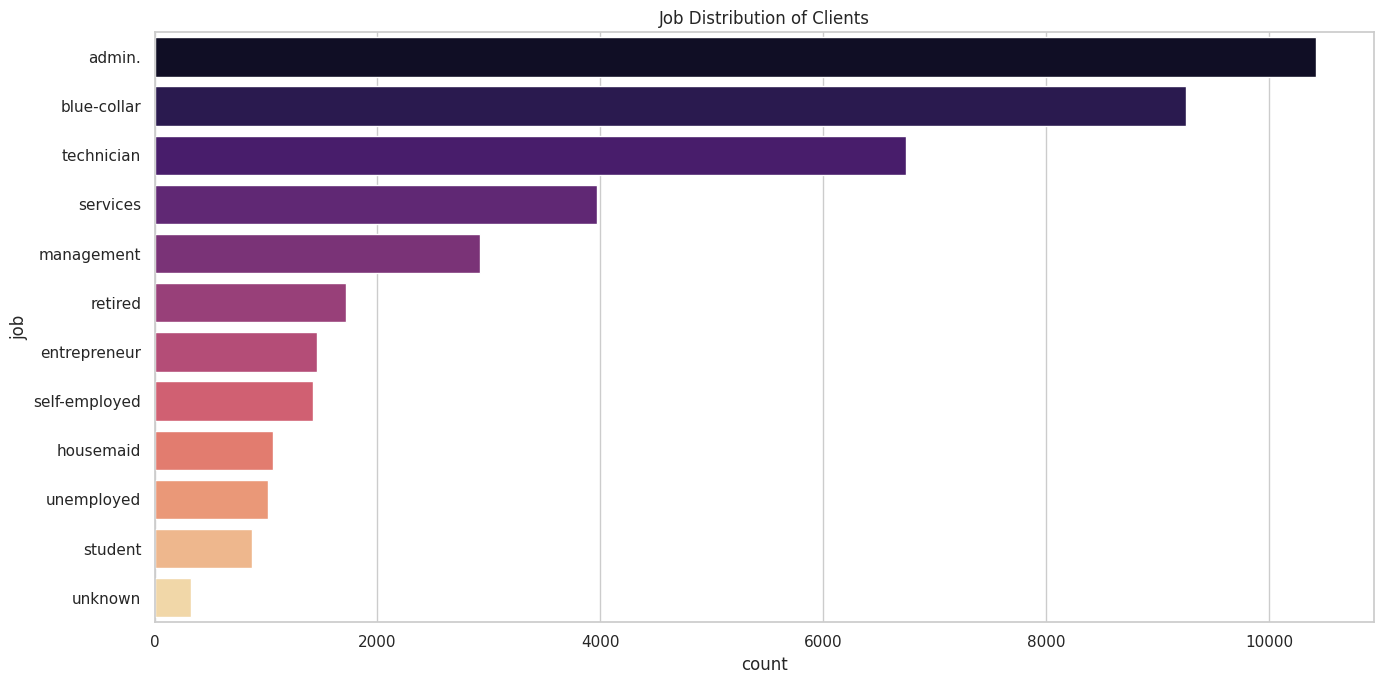 Job Distribution of Clients
admin.
blue-collar
technician
services
management
retired
entrepreneur
self-employed
housemaid
unemployed
student
unknown
job
0 2000 4000 6000 8000 10000
count